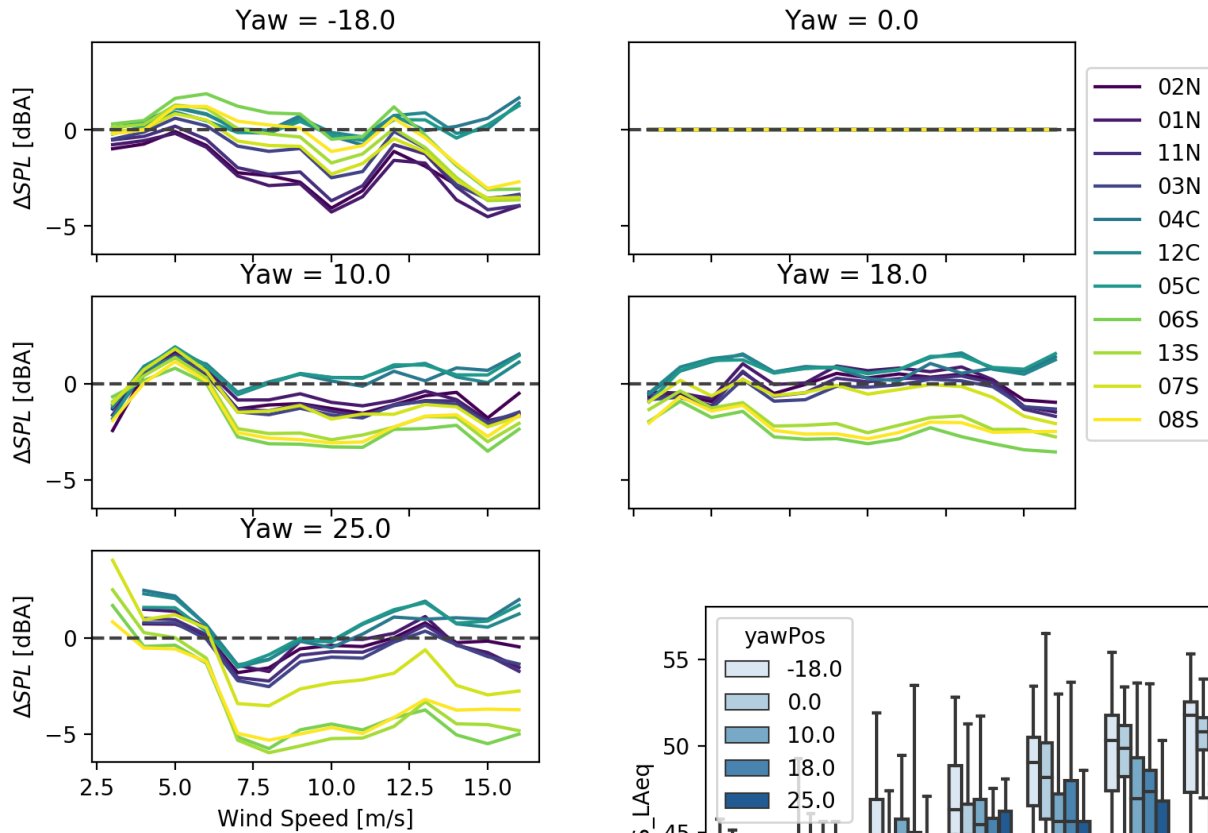 Yaw = -18.0
ΔSPL [dBA]
0
−5
Yaw = 0.0
Yaw = 10.0
ΔSPL [dBA]
0
−5
Yaw = 18.0
Yaw = 25.0
ΔSPL [dBA]
0
−5
2.5 5.0 7.5 10.0 12.5 15.0
Wind Speed [m/s]
02N
01N
11N
03N
04C
12C
05C
06S
13S
07S
08S
yawPos
-18.0
0.0
10.0
18.0
25.0
55
50
45
S_LAeq